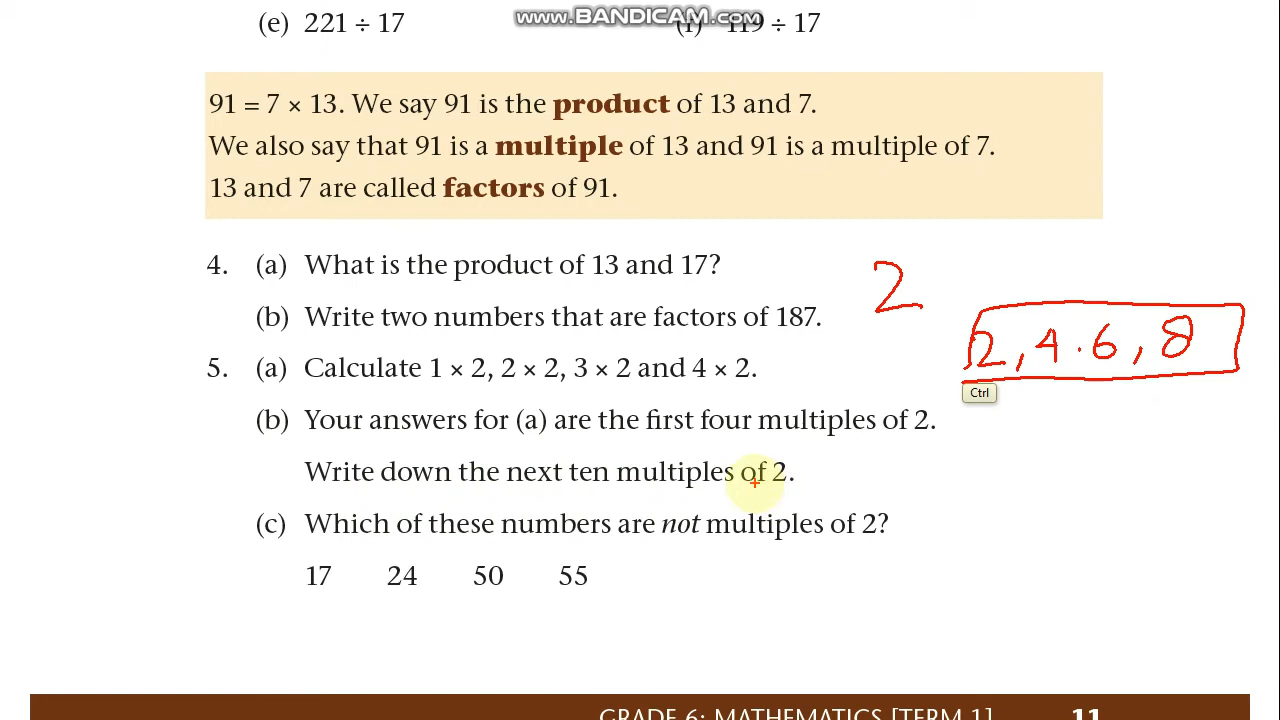 www.BANDICAM.com
(e) 221 ÷ 17
119 ÷ 17
91 = 7 × 13. We say 91 is the product of 13 and 7.
We also say that 91 is a multiple of 13 and 91 is a multiple of 7.
13 and 7 are called factors of 91.
4. (a) What is the product of 13 and 17?
2
(b) Write two numbers that are factors of 187.
2, 4 . 6, 8
5. (a) Calculate 1 × 2, 2 × 2, 3 × 2 and 4 × 2.
Ctrl
(b) Your answers for (a) are the first four multiples of 2.
Write down the next ten multiples of 2.
(c) Which of these numbers are not multiples of 2?
17 24 50 55
GRADE 6: MATHEMATICS [TERM 1] 11